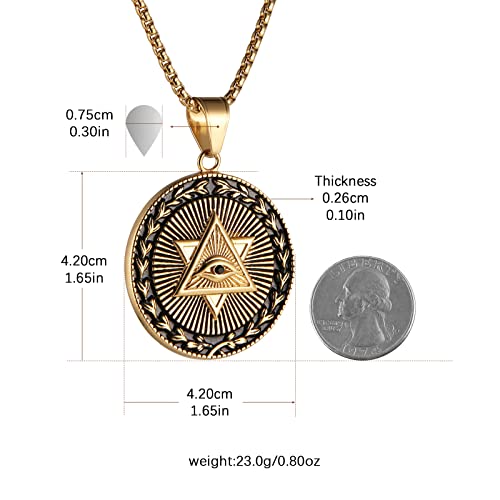 0.75cm
0.30in
Thickness
0.26cm
0.10in
4.20cm
1.65in
LIBERTY
4.20cm
1.65in
weight:23.0g/0.80oz